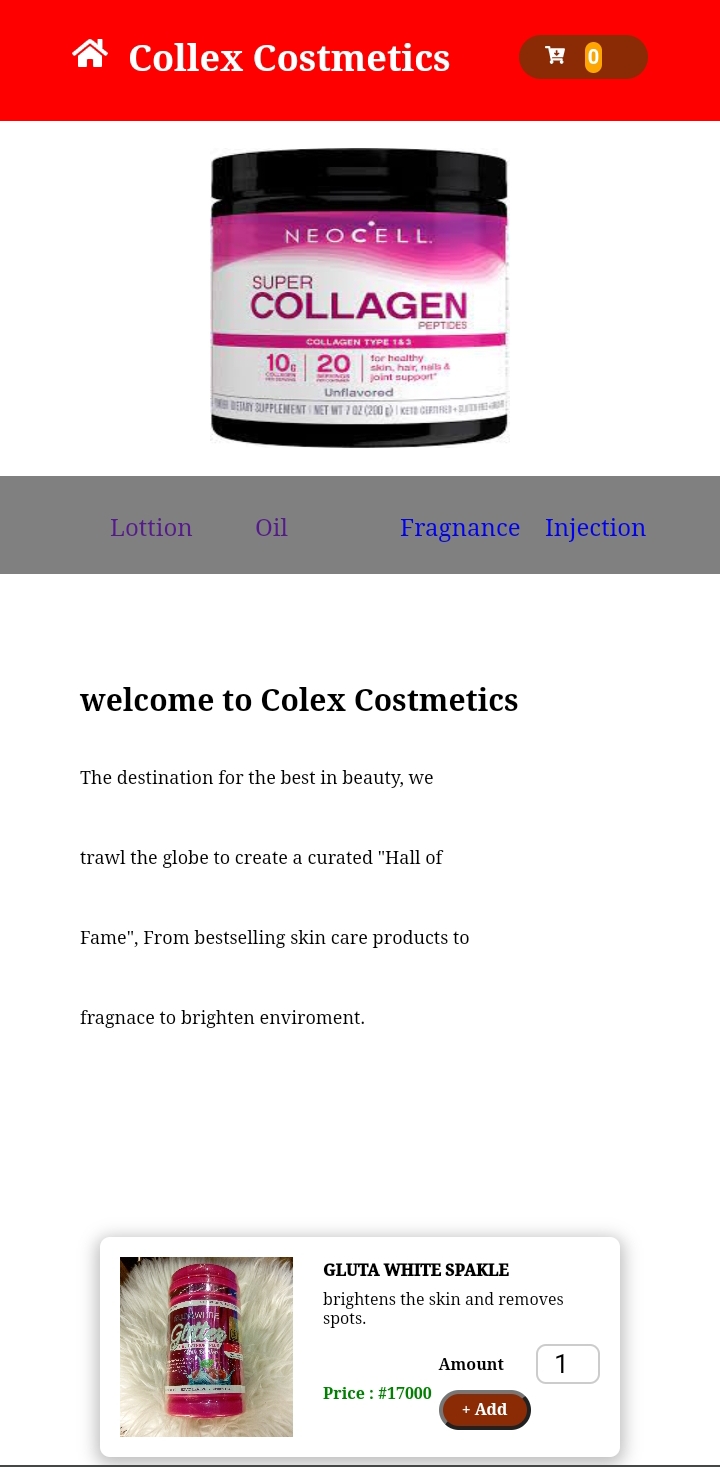 Collex Costmetics
0
NEOCELL
SUPER
COLLAGEN
PEPTIDES
COLLAGEN TYPE 1&3
10G 20 for healthy
skin, hair, nails &
joint support*
Unflavored
DIETARY SUPPLEMENT | NET WT 7 OZ (200 g) | KETO CERTIFIED
Lottion Oil Fragnance Injection
welcome to Colex Costmetics
The destination for the best in beauty, we
trawl the globe to create a curated "Hall of
Fame", From bestselling skin care products to
fragnace to brighten enviroment.
Glitter
GLUTA WHITE SPAKLE
brightens the skin and removes
spots.
Amount 1
Price : #17000
+ Add